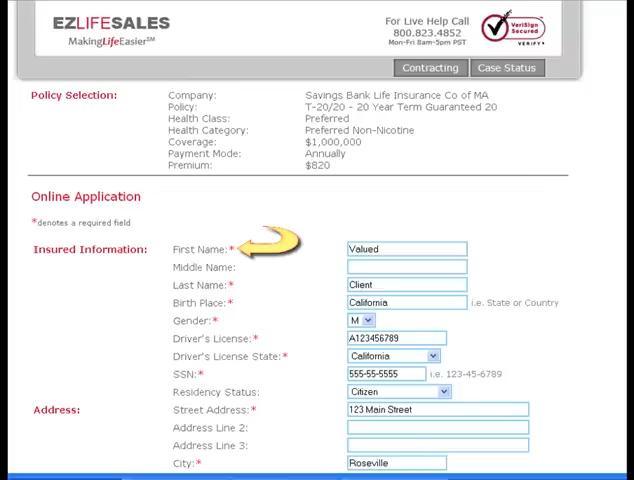 EZLIFESALES
MakingLifeEasier℠
For Live Help Call
800.823.4852
Mon-Fri 8am-5pm PST
VeriSign
Secured
VERIFY
Contracting
Case Status
Policy Selection:
Company: Savings Bank Life Insurance Co of MA
Policy: T-20/20 - 20 Year Term Guaranteed 20
Health Class: Preferred
Health Category: Preferred Non-Nicotine
Coverage: $1,000,000
Payment Mode: Annually
Premium: $820
Online Application
*denotes a required field
Insured Information: First Name:* Valued
Middle Name:
Last Name:* Client
Birth Place:* California i.e. State or Country
Gender:* M
Driver's License:* A123456789
Driver's License State:* California
SSN:* 555-55-5555 i.e. 123-45-6789
Residency Status: Citizen
Address: Street Address:* 123 Main Street
Address Line 2:
Address Line 3:
City:* Roseville